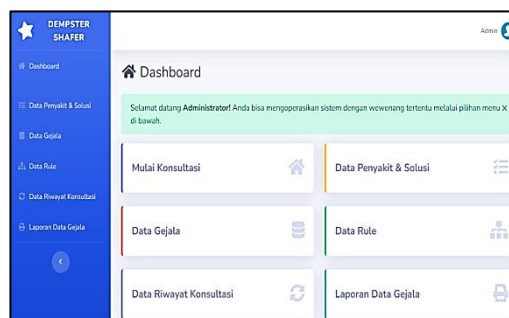 DEMPSTER
SHAFER
Admin
Dashboard
Data Penyakit & Solusi
Data Gejala
Data Rule
Data Riwayat Konsultasi
Laporan Data Gejala
Dashboard
Selamat datang Administrator! Anda bisa mengoperasikan sistem dengan wewenang tertentu melalui pilihan menu X
di bawah.
Mulai Konsultasi
Data Penyakit & Solusi
Data Gejala
Data Rule
Data Riwayat Konsultasi
Laporan Data Gejala